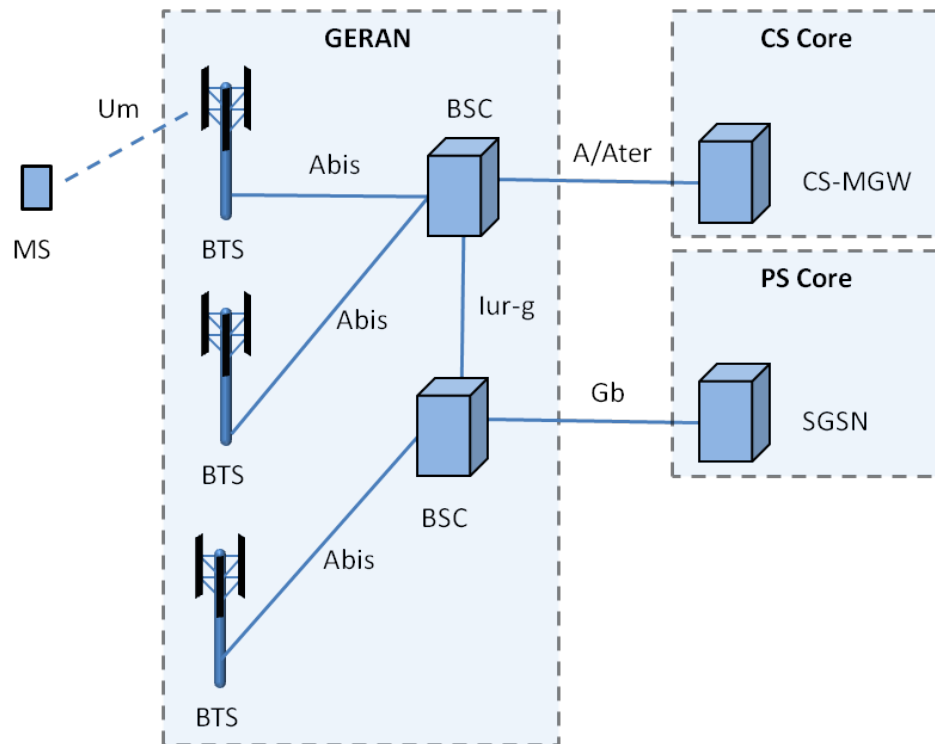 GERAN
CS Core
Um
BSC
Abis
A/Ater
CS-MGW
MS
BTS
PS Core
Iur-g
Abis
Gb
SGSN
BTS
BSC
Abis
BTS